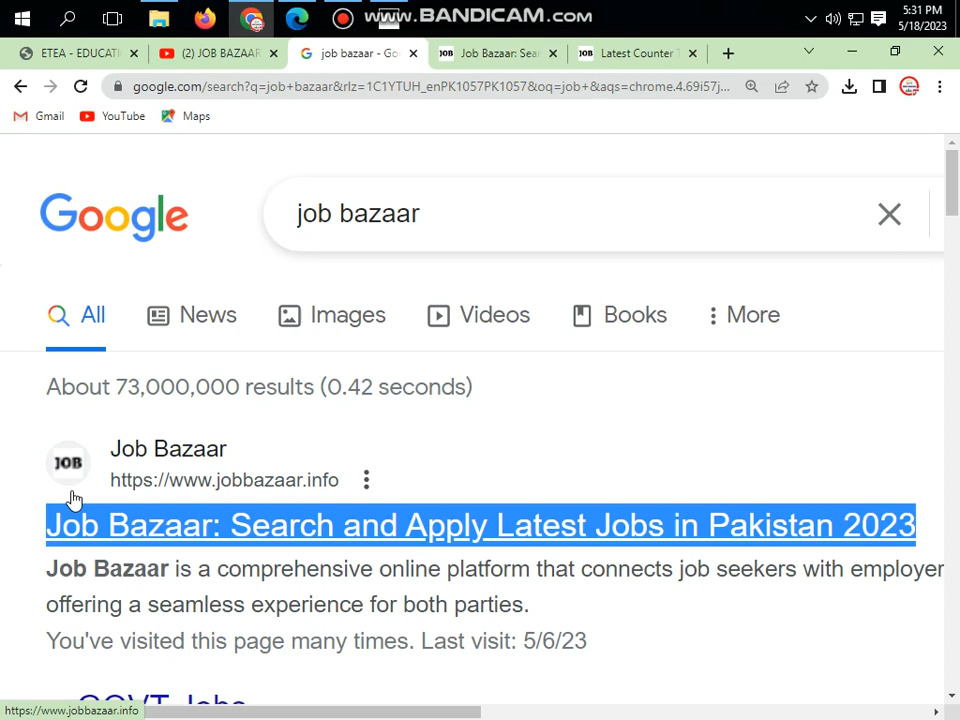 www.BANDICAM.com
5:31 PM
5/18/2023
ETEA - EDUCATI
(2) JOB BAZAAR
job bazaar - Go
JOB
Job Bazaar: Sea
JOB
Latest Counter T
google.com/search?q=job+bazaar&rlz=1C1YTUH_enPK1057PK1057&oq=job+&aqs=chrome.4.69i57j...
Gmail
YouTube
Maps
Google
job bazaar
All
News
Images
Videos
Books
More
About 73,000,000 results (0.42 seconds)
JOB
Job Bazaar
https://www.jobbazaar.info
Job Bazaar: Search and Apply Latest Jobs in Pakistan 2023
Job Bazaar is a comprehensive online platform that connects job seekers with employer
offering a seamless experience for both parties.
You've visited this page many times. Last visit: 5/6/23
GOVT Jobs
https://www.jobbazaar.info